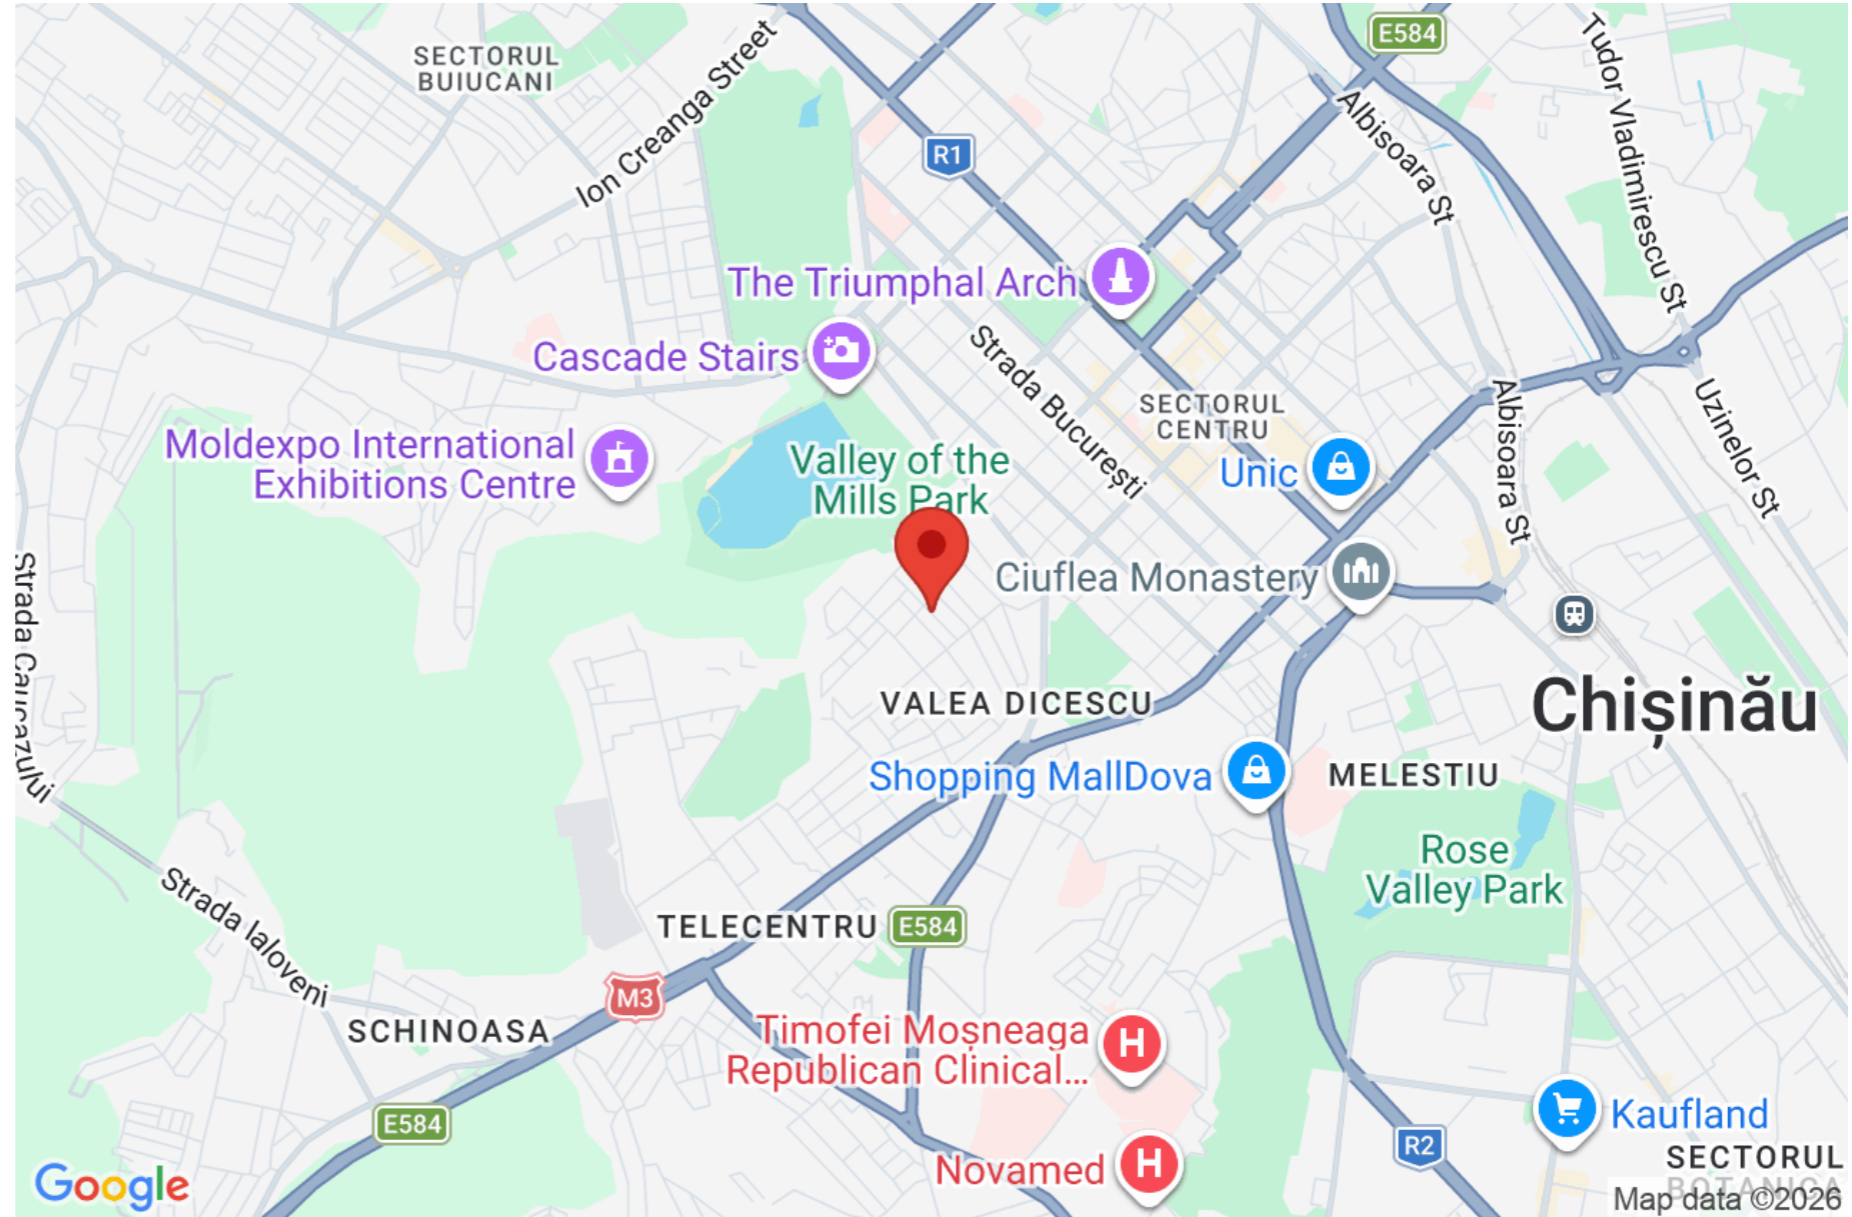 E584
SECTORUL
BUIUCANI
Ion Creanga Street
Tudor Vladimirescu St
Albisoara St
R1
The Triumphal Arch
Cascade Stairs
Strada București
SECTORUL
CENTRU
Albisoara St
Uzinelor St
Moldexpo International
Exhibitions Centre
Valley of the
Mills Park
Unic
Ciuflea Monastery
Strada Caucazului
VALEA DICESCU
Chișinău
Shopping MallDova
MELESTIU
Rose
Valley Park
Strada Ialoveni
TELECENTRU
E584
M3
SCHINOASA
Timofei Moșneaga
Republican Clinical...
H
E584
Kaufland
R2
Novamed
H
SECTORUL
BOTANICA
Google
Map data ©2026